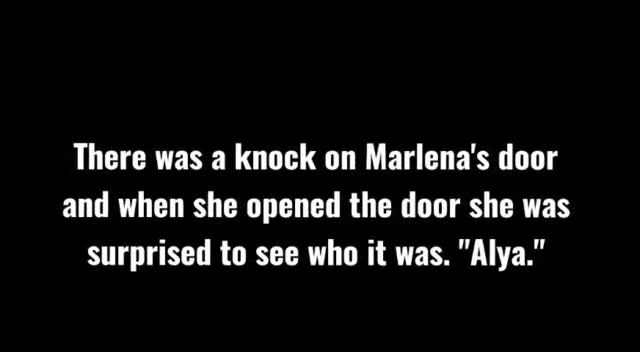 There was a knock on Marlena's door
and when she opened the door she was
surprised to see who it was. "Alya."